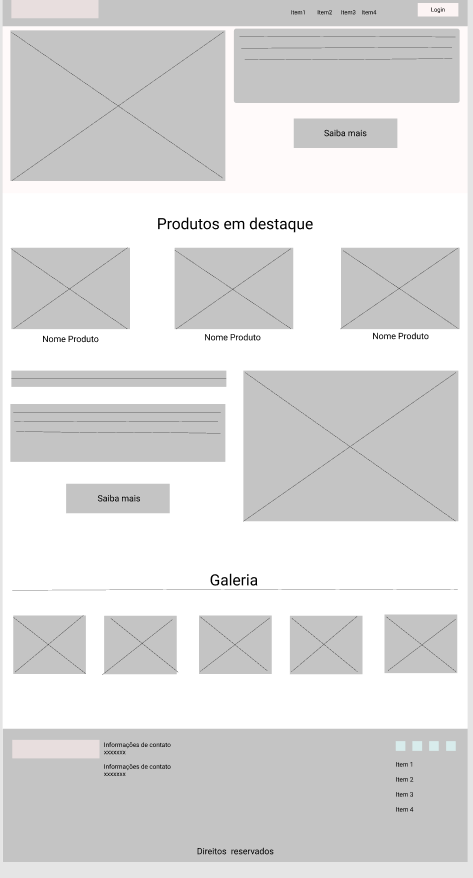 Item1 Item2 Item3 Item4 Login
Saiba mais
Produtos em destaque
Nome Produto Nome Produto Nome Produto
Saiba mais
Galeria
Informações de contato
xxxxxxx
Informações de contato
xxxxxxx
Item 1
Item 2
Item 3
Item 4
Direitos reservados